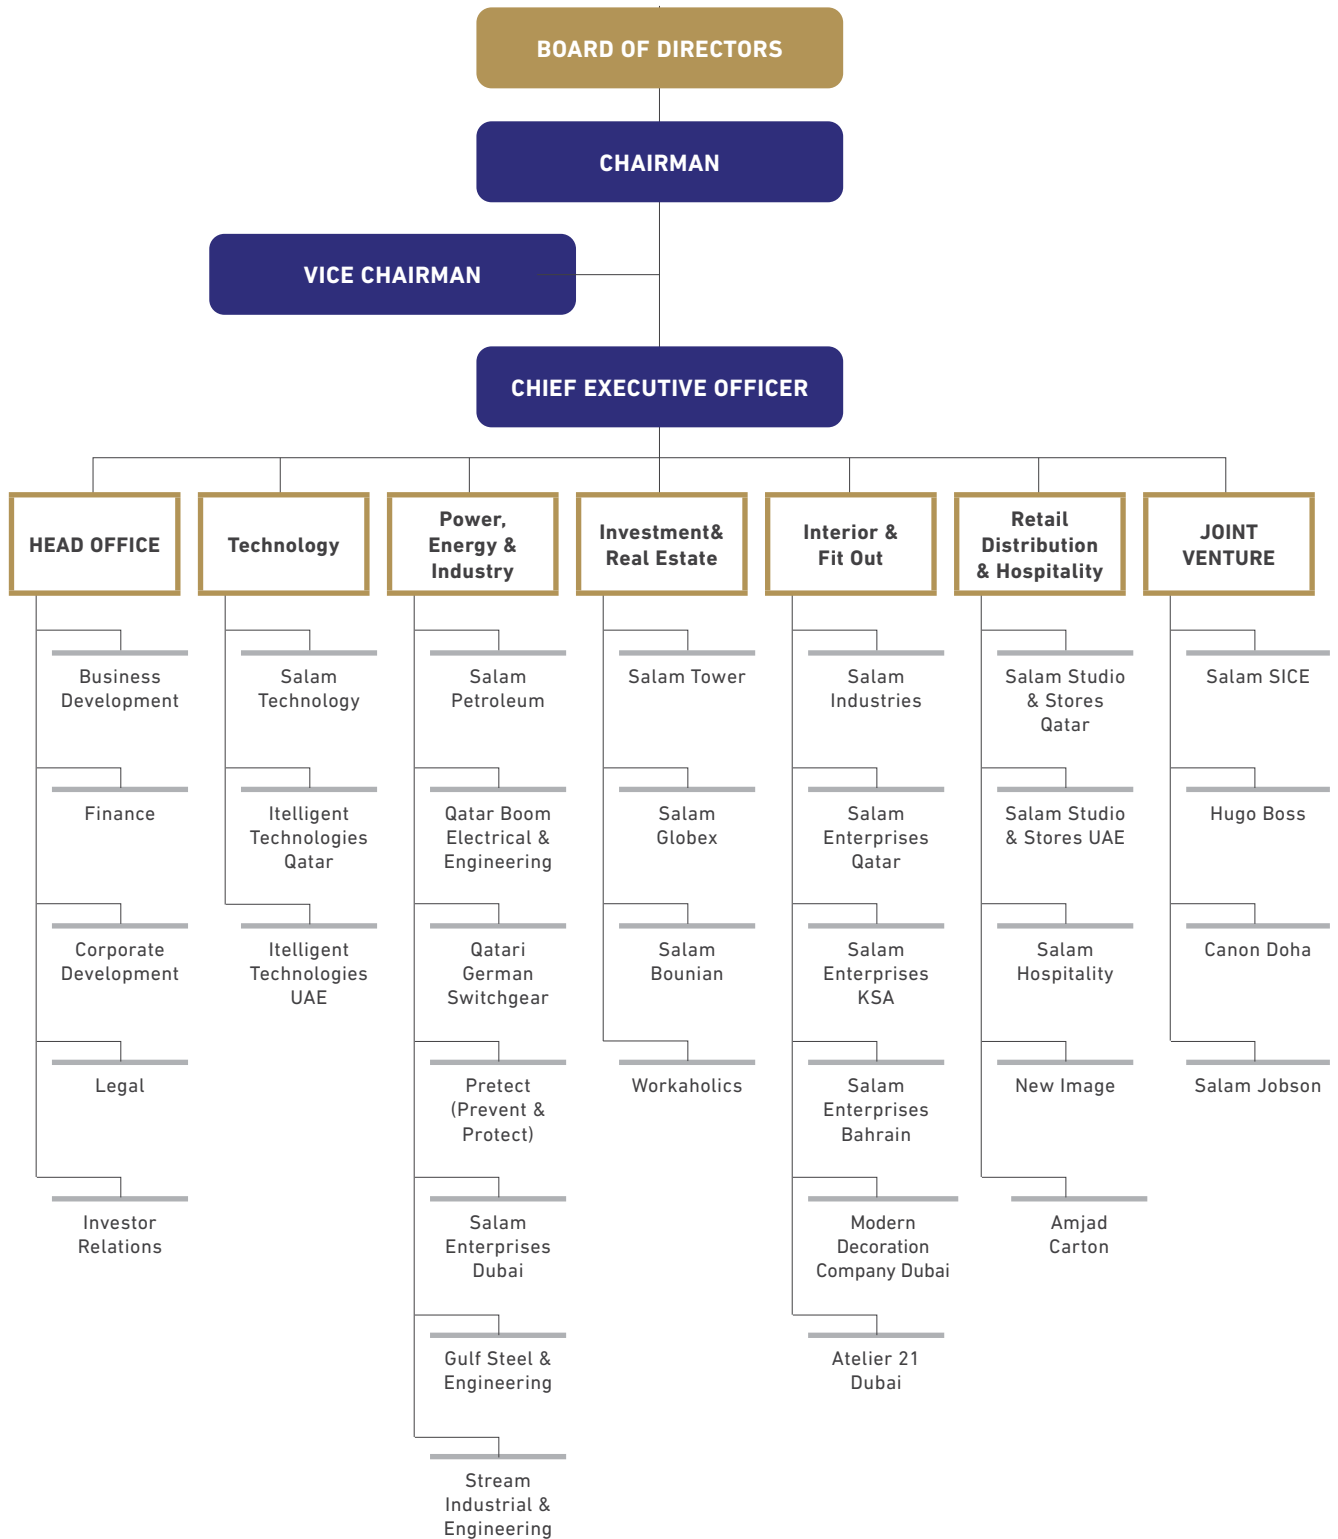 BOARD OF DIRECTORS
CHAIRMAN
VICE CHAIRMAN
CHIEF EXECUTIVE OFFICER
HEAD OFFICE
Business
Development
Finance
Corporate
Development
Legal
Investor
Relations
Technology
Salam
Technology
Itelligent
Technologies
Qatar
Itelligent
Technologies
UAE
Power,
Energy &
Industry
Salam
Petroleum
Qatar Boom
Electrical &
Engineering
Qatari
German
Switchgear
Pretect
(Prevent &
Protect)
Salam
Enterprises
Dubai
Gulf Steel &
Engineering
Stream
Industrial &
Engineering
Investment&
Real Estate
Salam Tower
Salam
Globex
Salam
Bounian
Workaholics
Interior &
Fit Out
Salam
Industries
Salam
Enterprises
Qatar
Salam
Enterprises
KSA
Salam
Enterprises
Bahrain
Modern
Decoration
Company Dubai
Atelier 21
Dubai
Retail
Distribution
& Hospitality
Salam Studio
& Stores
Qatar
Salam Studio
& Stores UAE
Salam
Hospitality
New Image
Amjad
Carton
JOINT
VENTURE
Salam SICE
Hugo Boss
Canon Doha
Salam Jobson